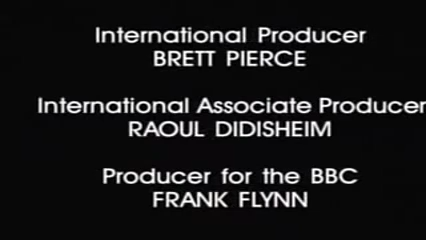 International Producer
BRETT PIERCE
International Associate Producer
RAOUL DIDISHEIM
Producer for the BBC
FRANK FLYNN